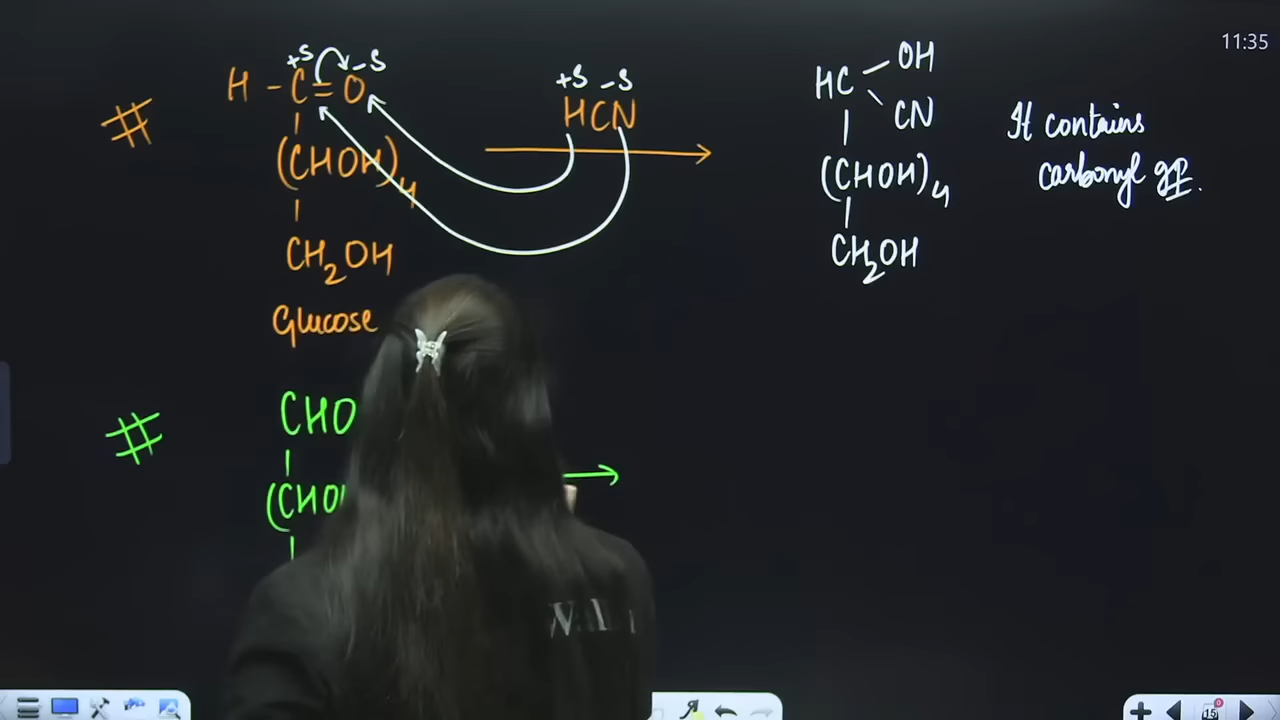 11:35
+δ -δ
H - C = O
(CHOH)4
CH2OH
Glucose
+δ -δ
HCN
HC
OH
CN
(CHOH)4
CH2OH
It contains
carbonyl gp.
#
#
CHO
(CHO
15